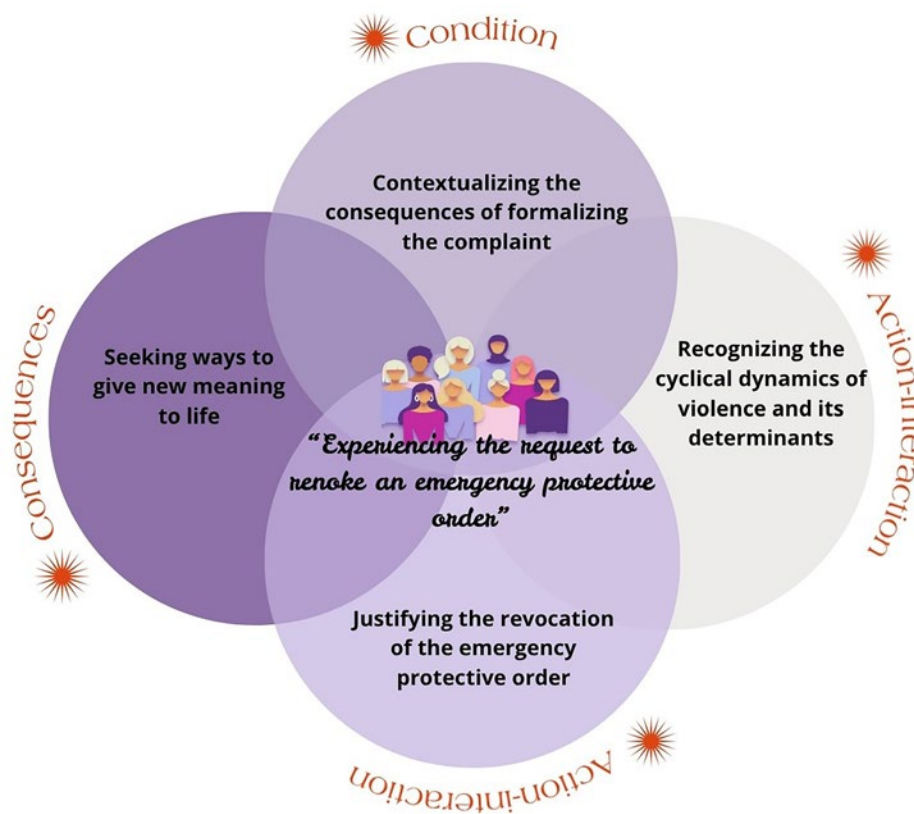 Condition
Contextualizing the
consequences of formalizing
the complaint
Consequences
Seeking ways to
give new meaning
to life
Action-interaction
Recognizing the
cyclical dynamics of
violence and its
determinants
“Experiencing the request to
renoke an emergency protective
order”
Justifying the revocation
of the emergency
protective order
Action-interaction